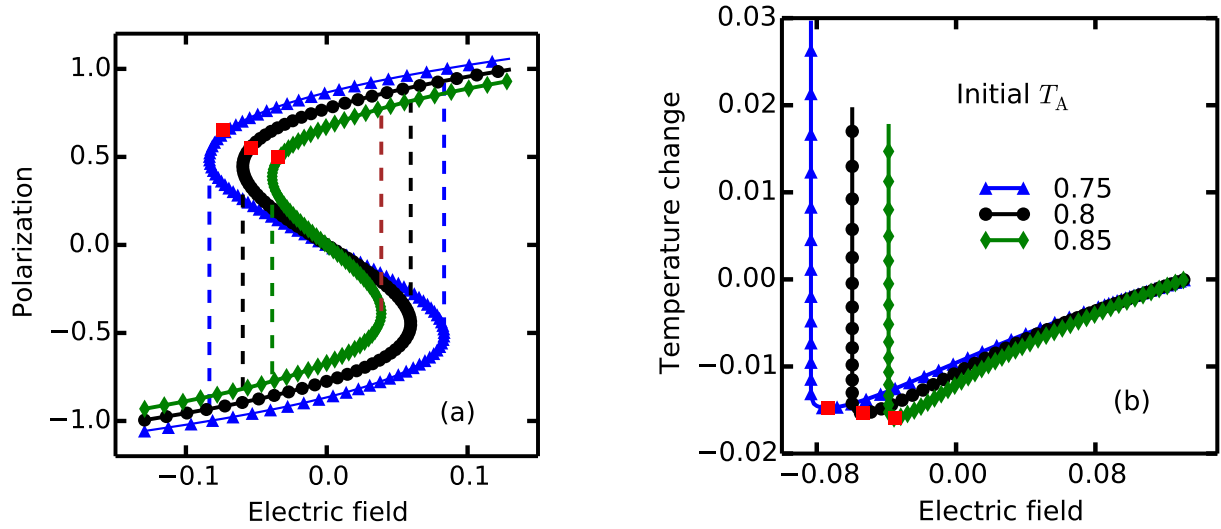 1.0
0.5
0.0
−0.5
−1.0
Polarization
(a)
−0.1
0.0
0.1
Electric field
0.03
0.02
0.01
0.00
−0.01
−0.02
Temperature change
Initial T_A
0.75
0.8
0.85
(b)
−0.08
0.00
0.08
Electric field